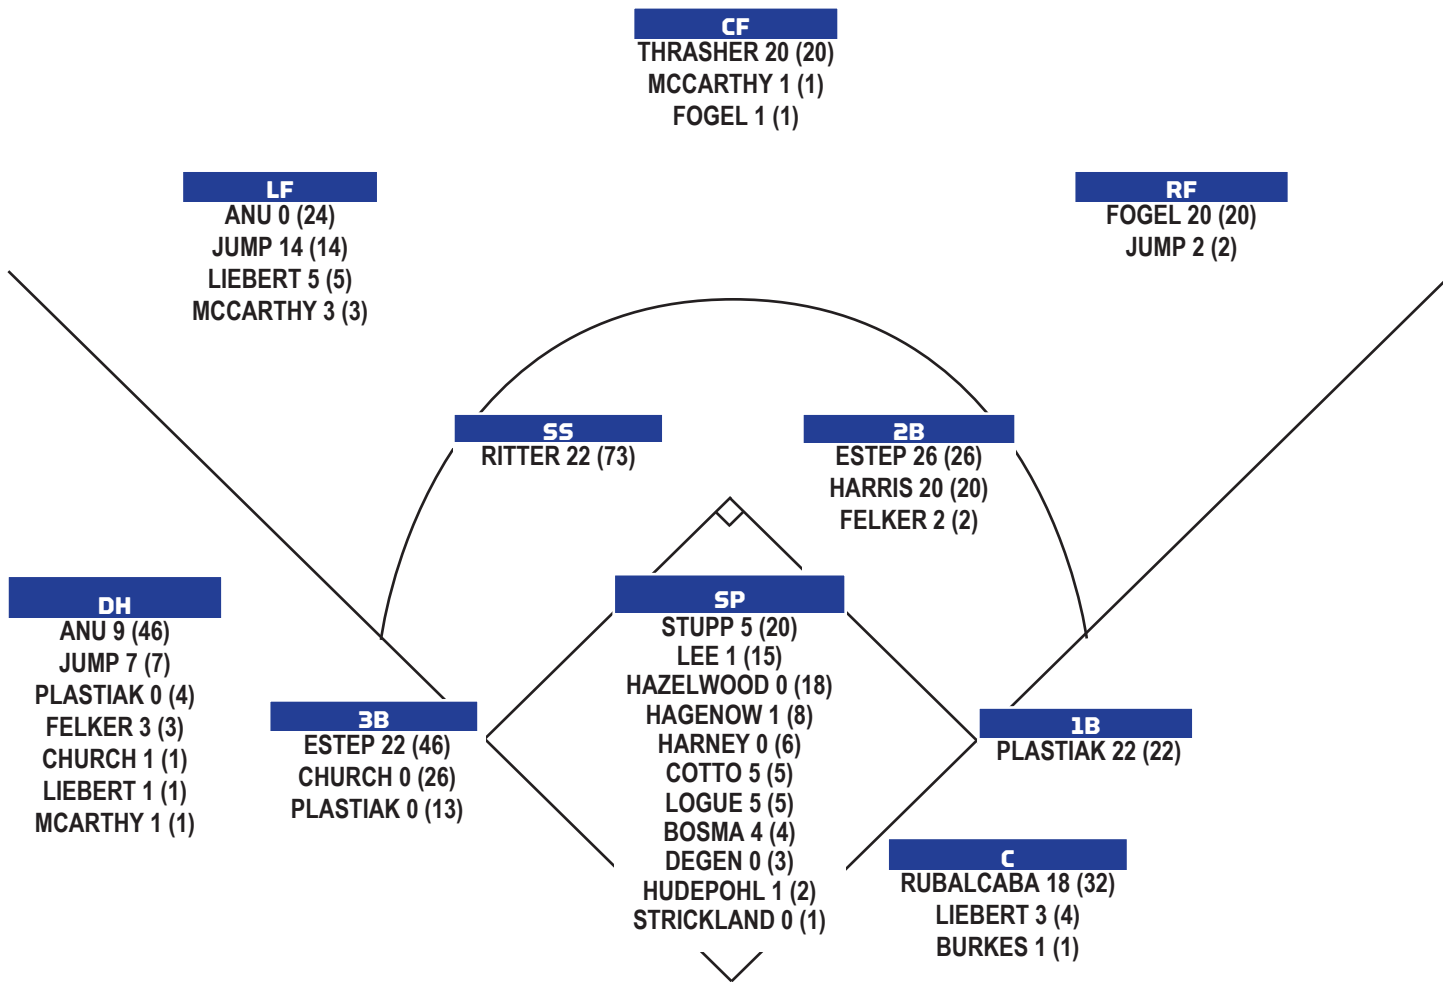 CF
THRASHER 20 (20)
MCCARTHY 1 (1)
FOGEL 1 (1)
LF
ANU 0 (24)
JUMP 14 (14)
LIEBERT 5 (5)
MCCARTHY 3 (3)
RF
FOGEL 20 (20)
JUMP 2 (2)
SS
RITTER 22 (73)
2B
ESTEP 26 (26)
HARRIS 20 (20)
FELKER 2 (2)
DH
ANU 9 (46)
JUMP 7 (7)
PLASTIAK 0 (4)
FELKER 3 (3)
CHURCH 1 (1)
LIEBERT 1 (1)
MCARTHY 1 (1)
3B
ESTEP 22 (46)
CHURCH 0 (26)
PLASTIAK 0 (13)
SP
STUPP 5 (20)
LEE 1 (15)
HAZELWOOD 0 (18)
HAGENOW 1 (8)
HARNEY 0 (6)
COTTO 5 (5)
LOGUE 5 (5)
BOSMA 4 (4)
DEGEN 0 (3)
HUDEPOHL 1 (2)
STRICKLAND 0 (1)
1B
PLASTIAK 22 (22)
C
RUBALCABA 18 (32)
LIEBERT 3 (4)
BURKES 1 (1)